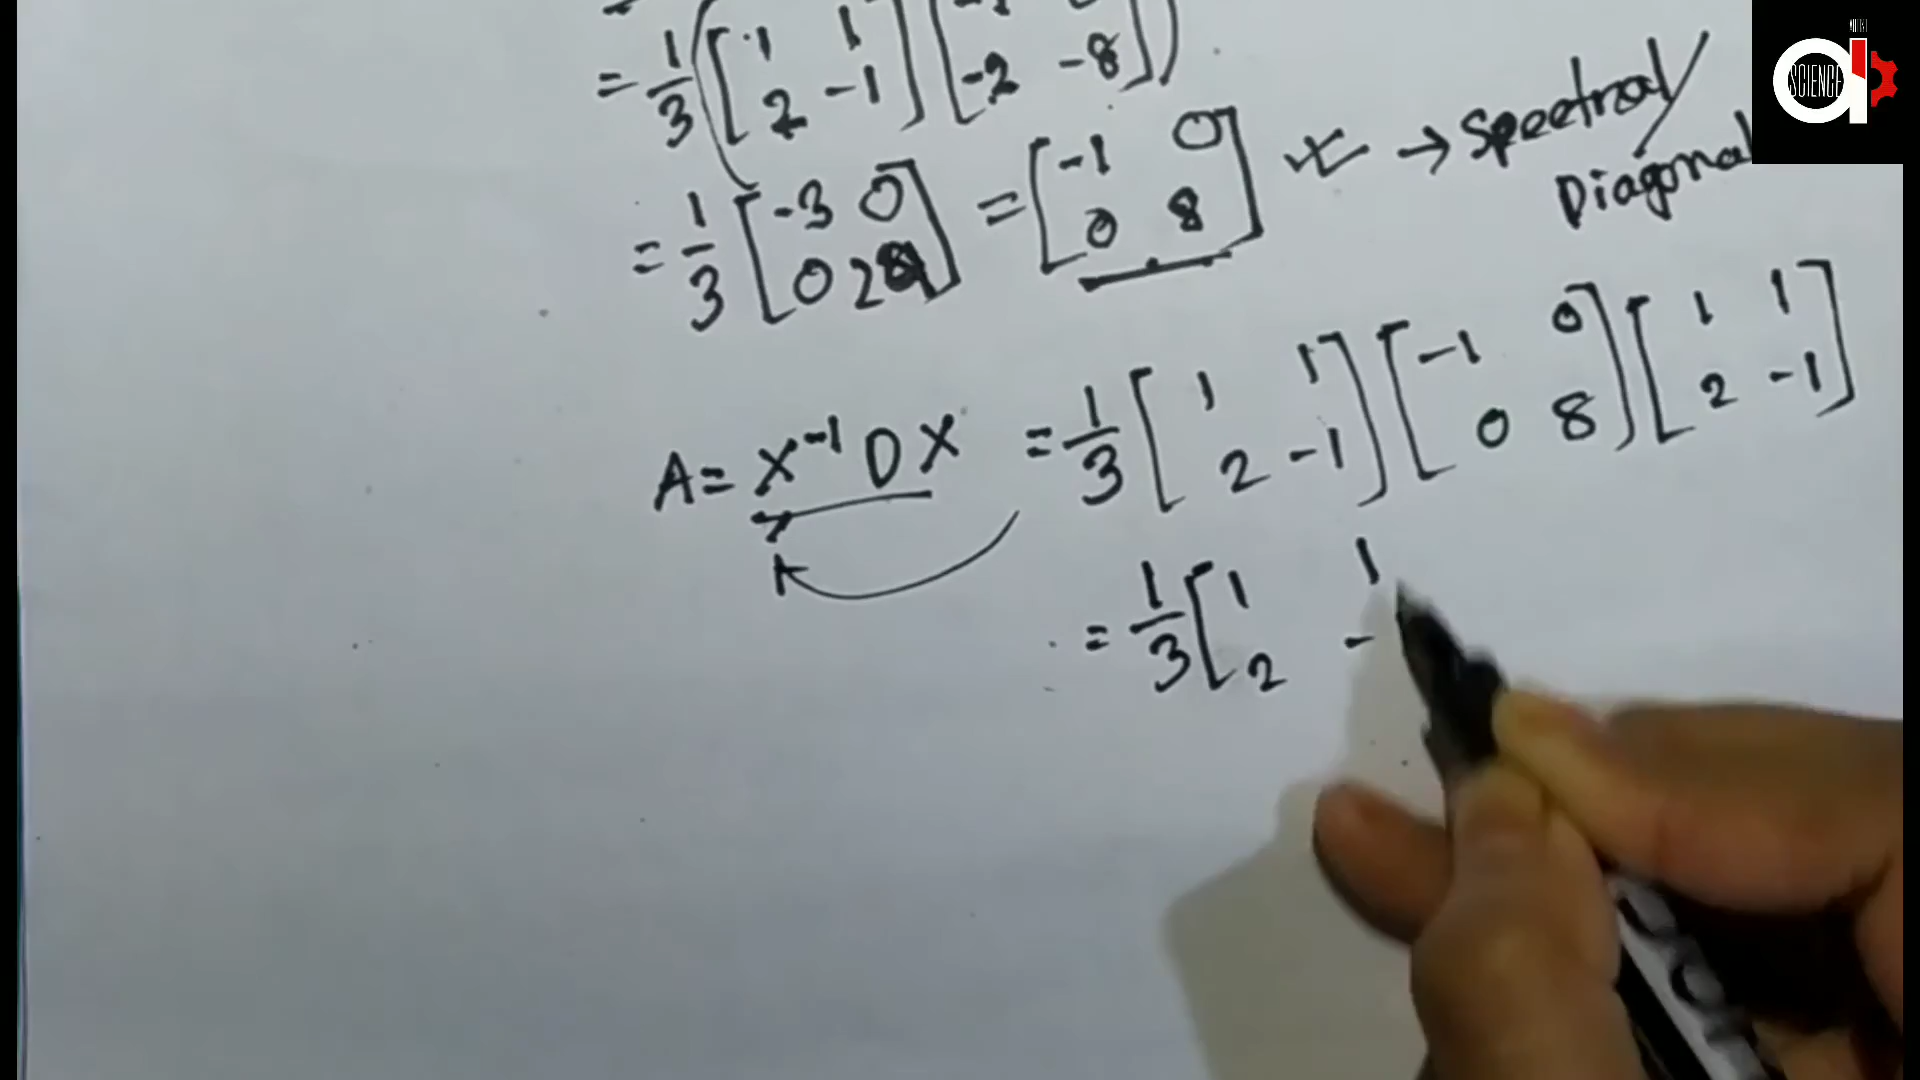 = 1/3 ( [ 1 1 ; 2 -1 ] [ ; -2 -8 ] )
= 1/3 [ -3 0 ; 0 24 ] = [ -1 0 ; 0 8 ] → Spectral/
Diagonal
A = X⁻¹ D X = 1/3 [ 1 1 ; 2 -1 ] [ -1 0 ; 0 8 ] [ 1 1 ; 2 -1 ]
= 1/3 [ 1 1 ; 2 -
SCIENCE